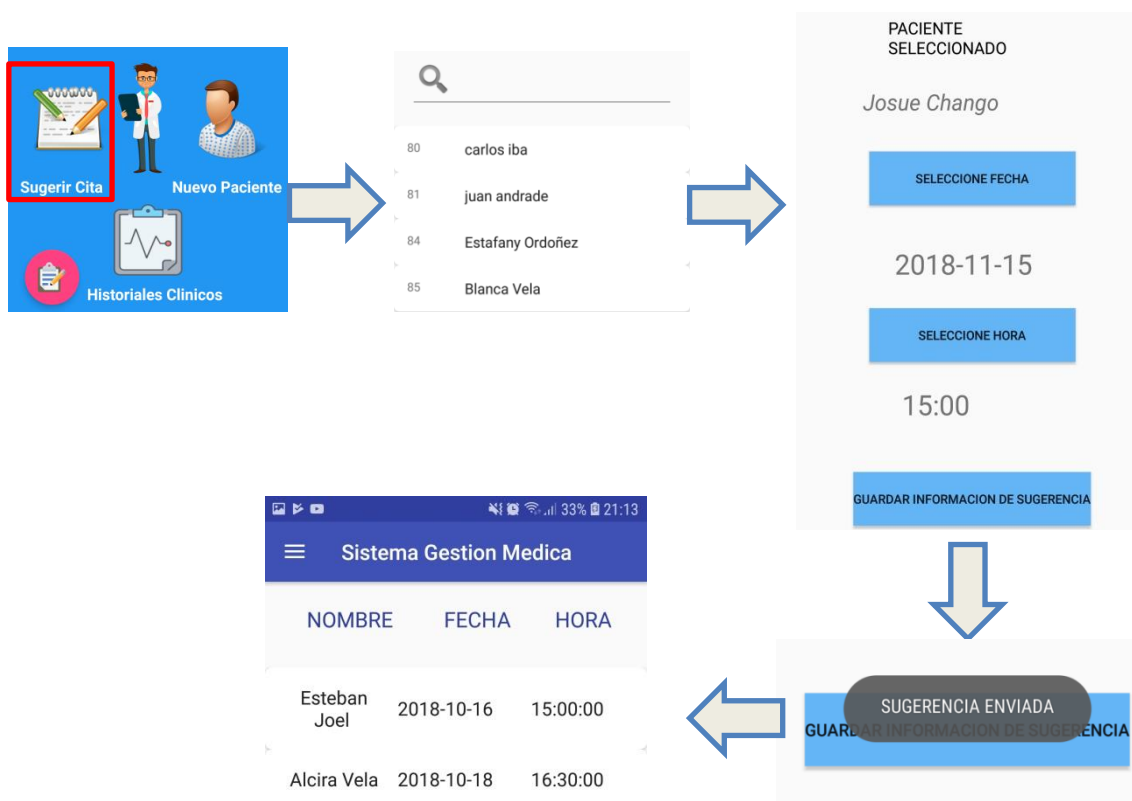 Sugerir Cita
Nuevo Paciente
Historiales Clinicos
80 carlos iba
81 juan andrade
84 Estafany Ordoñez
85 Blanca Vela
PACIENTE
SELECCIONADO
Josue Chango
SELECCIONE FECHA
2018-11-15
SELECCIONE HORA
15:00
GUARDAR INFORMACION DE SUGERENCIA
SUGERENCIA ENVIADA
GUARDAR INFORMACION DE SUGERENCIA
33% 21:13
Sistema Gestion Medica
NOMBRE FECHA HORA
Esteban
Joel 2018-10-16 15:00:00
Alcira Vela 2018-10-18 16:30:00